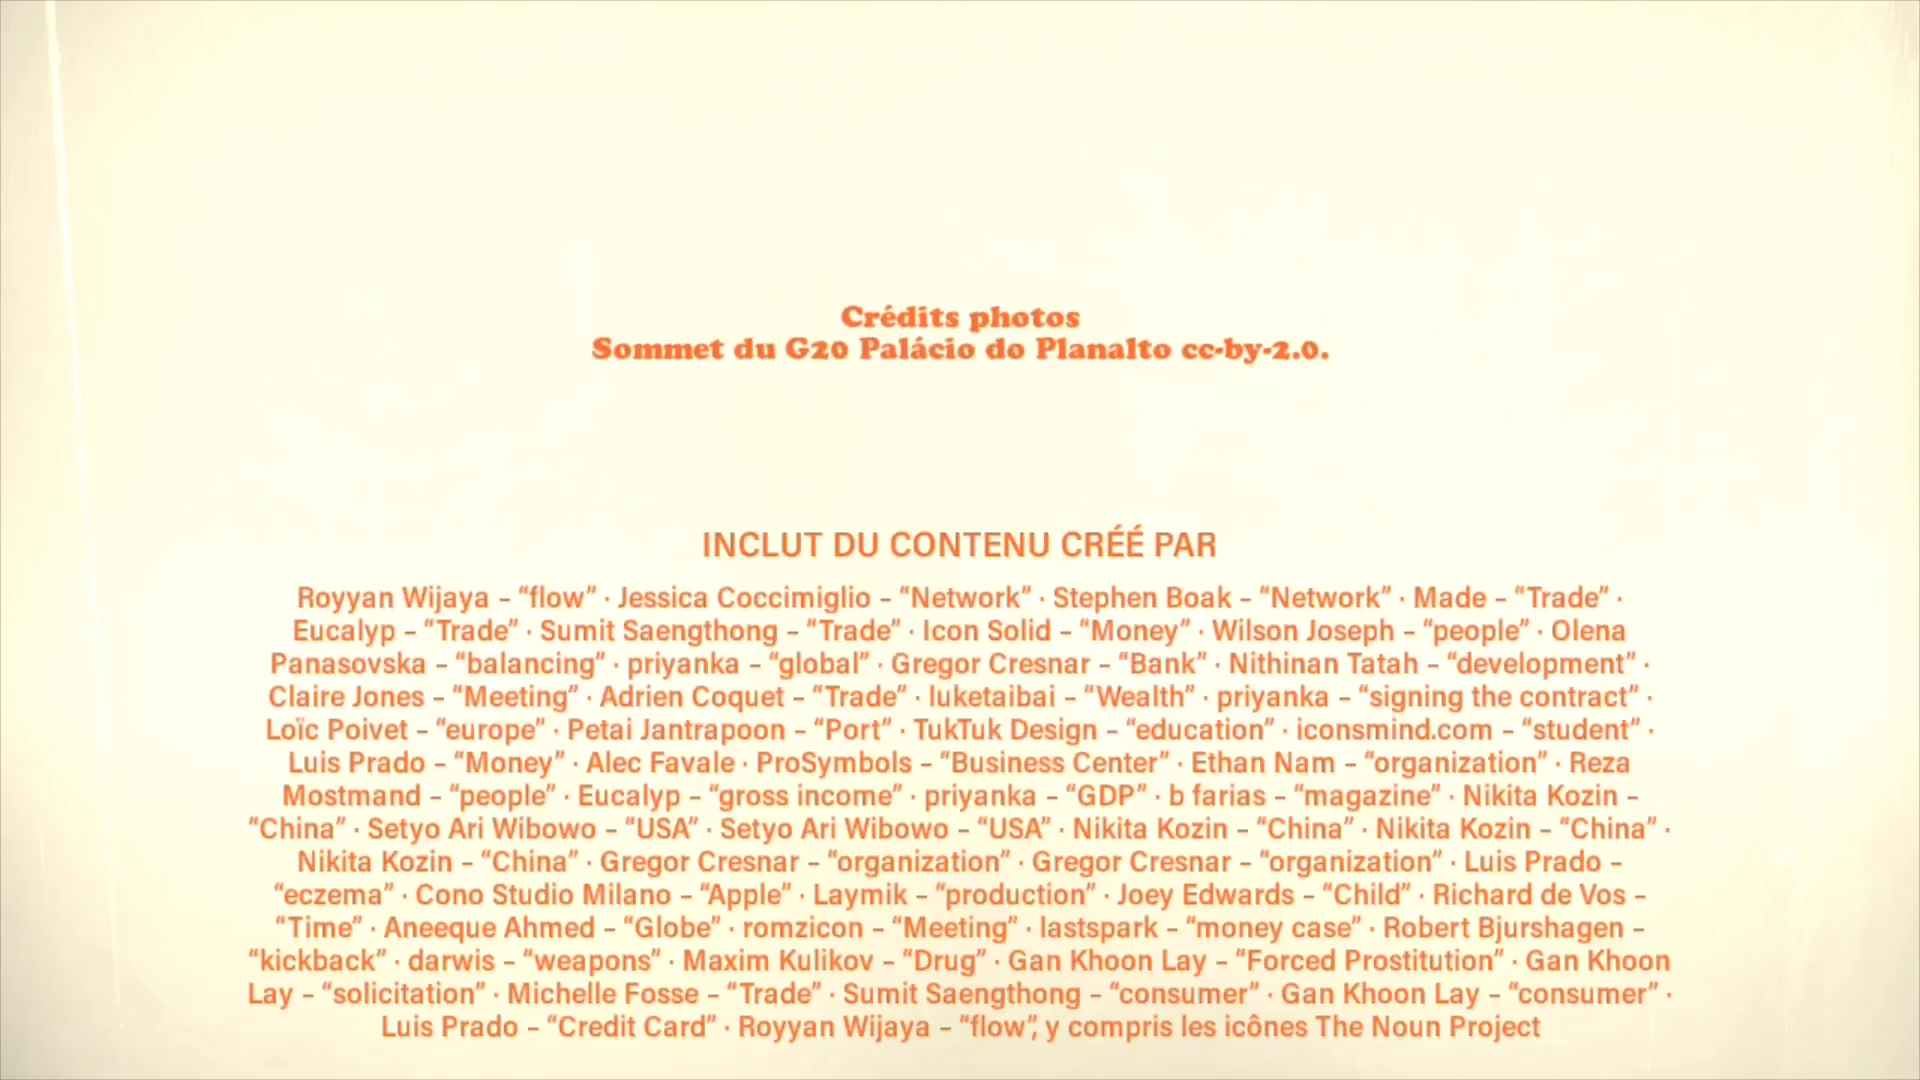 Crédits photos
Sommet du G20 Palácio do Planalto cc-by-2.0.
INCLUT DU CONTENU CRÉÉ PAR
Royyan Wijaya – “flow” · Jessica Coccimiglio – “Network” · Stephen Boak – “Network” · Made – “Trade” ·
Eucalyp – “Trade” · Sumit Saengthong – “Trade” · Icon Solid – “Money” · Wilson Joseph – “people” · Olena
Panasovska – “balancing” · priyanka – “global” · Gregor Cresnar – “Bank” · Nithinan Tatah – “development” ·
Claire Jones – “Meeting” · Adrien Coquet – “Trade” · luketaibai – “Wealth” · priyanka – “signing the contract” ·
Loïc Poivet – “europe” · Petai Jantrapoon – “Port” · TukTuk Design – “education” · iconsmind.com – “student” ·
Luis Prado – “Money” · Alec Favale · ProSymbols – “Business Center” · Ethan Nam – “organization” · Reza
Mostmand – “people” · Eucalyp – “gross income” · priyanka – “GDP” · b farias – “magazine” · Nikita Kozin –
“China” · Setyo Ari Wibowo – “USA” · Setyo Ari Wibowo – “USA” · Nikita Kozin – “China” · Nikita Kozin – “China” ·
Nikita Kozin – “China” · Gregor Cresnar – “organization” · Gregor Cresnar – “organization” · Luis Prado –
“eczema” · Cono Studio Milano – “Apple” · Laymik – “production” · Joey Edwards – “Child” · Richard de Vos –
“Time” · Aneeque Ahmed – “Globe” · romzicon – “Meeting” · lastspark – “money case” · Robert Bjurshagen –
“kickback” · darwis – “weapons” · Maxim Kulikov – “Drug” · Gan Khoon Lay – “Forced Prostitution” · Gan Khoon
Lay – “solicitation” · Michelle Fosse – “Trade” · Sumit Saengthong – “consumer” · Gan Khoon Lay – “consumer” ·
Luis Prado – “Credit Card” · Royyan Wijaya – “flow”, y compris les icônes The Noun Project